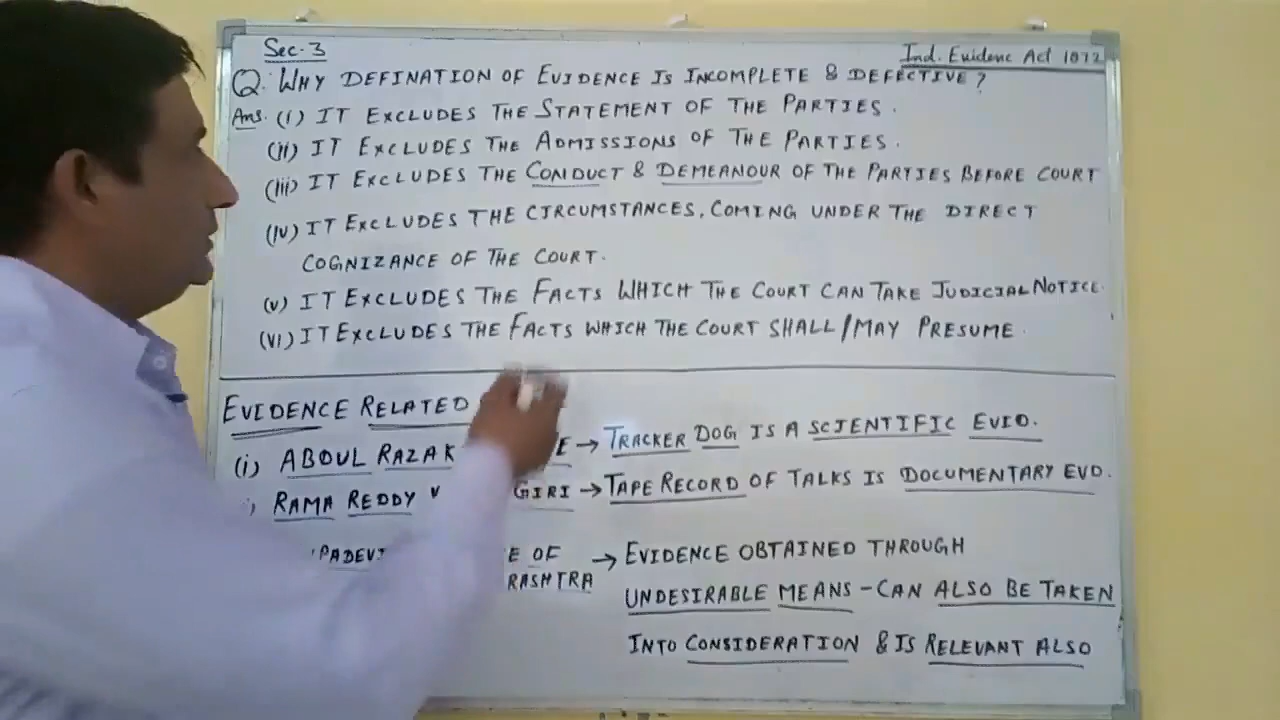 Sec. 3
Ind. Evidenc Act 1872
Q. WHY DEFINATION OF EVIDENCE IS INCOMPLETE & DEFECTIVE ?
Ans. (i) IT EXCLUDES THE STATEMENT OF THE PARTIES.
(ii) IT EXCLUDES THE ADMISSIONS OF THE PARTIES.
(iii) IT EXCLUDES THE CONDUCT & DEMEANOUR OF THE PARTIES BEFORE COURT
(iv) IT EXCLUDES THE CIRCUMSTANCES, COMING UNDER THE DIRECT
COGNIZANCE OF THE COURT.
(v) IT EXCLUDES THE FACTS WHICH THE COURT CAN TAKE JUDICIAL NOTICE.
(vi) IT EXCLUDES THE FACTS WHICH THE COURT SHALL/MAY PRESUME.
EVIDENCE RELATED
(i) ABDUL RAZAK → TRACKER DOG IS A SCIENTIFIC EVID.
RAMA REDDY V GIRI → TAPE RECORD OF TALKS IS DOCUMENTARY EVD.
PADEVI E OF → EVIDENCE OBTAINED THROUGH
RASHTRA UNDESIRABLE MEANS - CAN ALSO BE TAKEN
INTO CONSIDERATION & IS RELEVANT ALSO